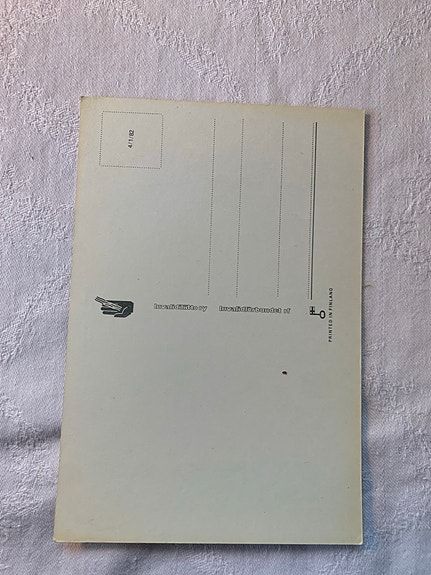 4/1/82
Invalidiliitto ry
Invalidförbundet rf
PRINTED IN FINLAND